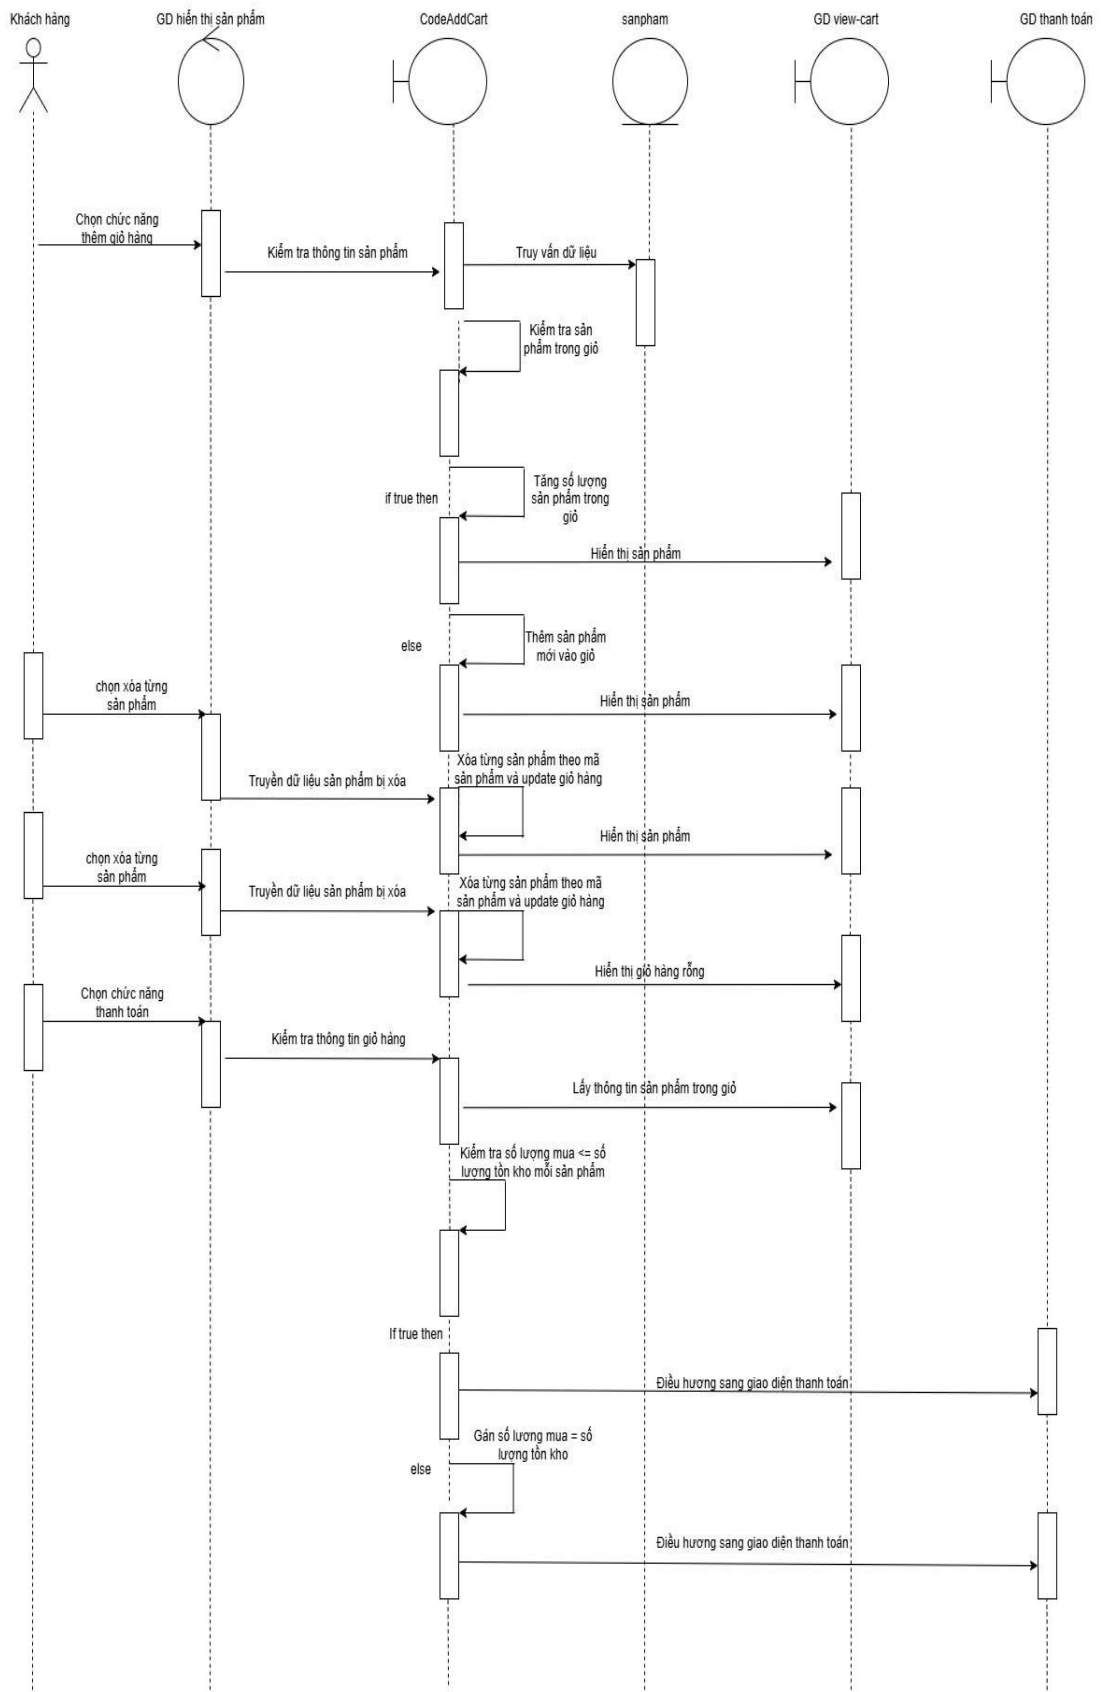 Khách hàng
GD hiển thị sản phẩm
CodeAddCart
sanpham
GD view-cart
GD thanh toán
Chọn chức năng
thêm giỏ hàng
Kiểm tra thông tin sản phẩm
Truy vấn dữ liệu
Kiểm tra sản
phẩm trong giỏ
if true then
Tăng số lượng
sản phẩm trong
giỏ
Hiển thị sản phẩm
else
Thêm sản phẩm
mới vào giỏ
chọn xóa từng
sản phẩm
Hiển thị sản phẩm
Xóa từng sản phẩm theo mã
sản phẩm và update giỏ hàng
Truyền dữ liệu sản phẩm bị xóa
Hiển thị sản phẩm
chọn xóa từng
sản phẩm
Truyền dữ liệu sản phẩm bị xóa
Xóa từng sản phẩm theo mã
sản phẩm và update giỏ hàng
Hiển thị giỏ hàng rỗng
Chọn chức năng
thanh toán
Kiểm tra thông tin giỏ hàng
Lấy thông tin sản phẩm trong giỏ
Kiểm tra số lượng mua <= số
lượng tồn kho mỗi sản phẩm
If true then
Điều hương sang giao diện thanh toán
Gán số lương mua = số
lượng tồn kho
else
Điều hương sang giao diện thanh toán